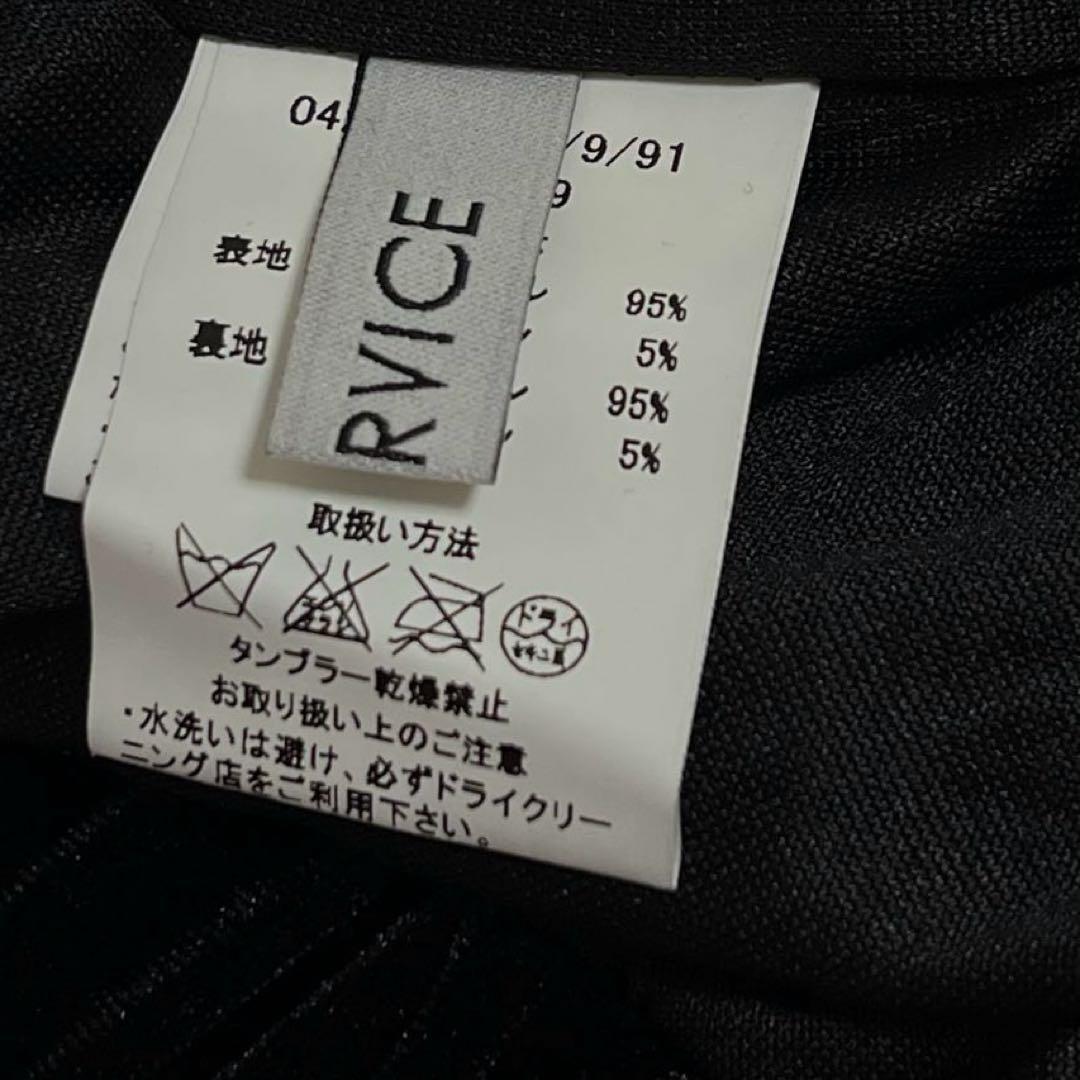 04
/9/91
9
RVICE
表地
95%
5%
裏地
95%
5%
取扱い方法
ドライ
タンブラー乾燥禁止
お取り扱い上のご注意
・水洗いは避け、必ずドライクリー
ニング店をご利用下さい。